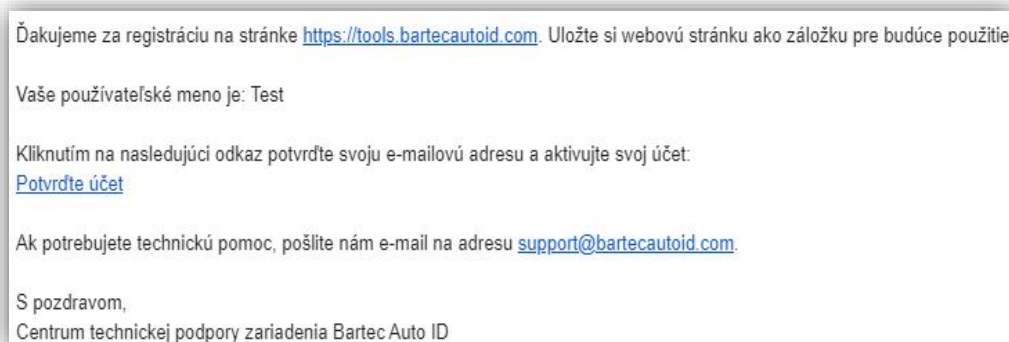 Ďakujeme za registráciu na stránke https://tools.bartecautoid.com. Uložte si webovú stránku ako záložku pre budúce použitie
Vaše používateľské meno je: Test
Kliknutím na nasledujúci odkaz potvrďte svoju e-mailovú adresu a aktivujte svoj účet:
Potvrďte účet
Ak potrebujete technickú pomoc, pošlite nám e-mail na adresu support@bartecautoid.com.
S pozdravom,
Centrum technickej podpory zariadenia Bartec Auto ID